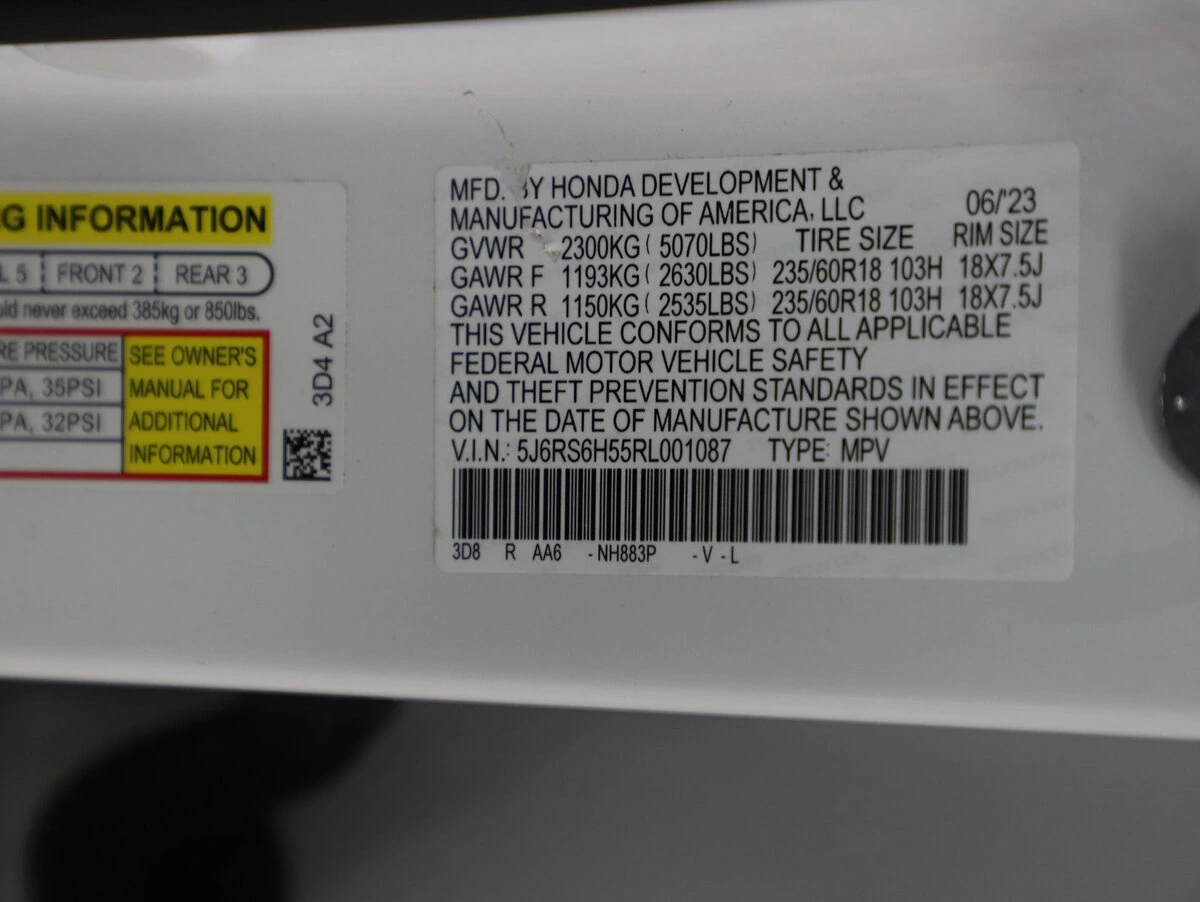 G INFORMATION
L 5 FRONT 2 REAR 3
never exceed 385kg or 850lbs.
RE PRESSURE SEE OWNER'S
PA, 35PSI MANUAL FOR
PA, 32PSI ADDITIONAL
INFORMATION
3D4 A2
MFD. BY HONDA DEVELOPMENT &
MANUFACTURING OF AMERICA, LLC 06/'23
GVWR 2300KG ( 5070LBS) TIRE SIZE RIM SIZE
GAWR F 1193KG ( 2630LBS) 235/60R18 103H 18X7.5J
GAWR R 1150KG ( 2535LBS) 235/60R18 103H 18X7.5J
THIS VEHICLE CONFORMS TO ALL APPLICABLE
FEDERAL MOTOR VEHICLE SAFETY
AND THEFT PREVENTION STANDARDS IN EFFECT
ON THE DATE OF MANUFACTURE SHOWN ABOVE.
V.I.N.: 5J6RS6H55RL001087 TYPE: MPV
3D8 R AA6 -NH883P -V -L